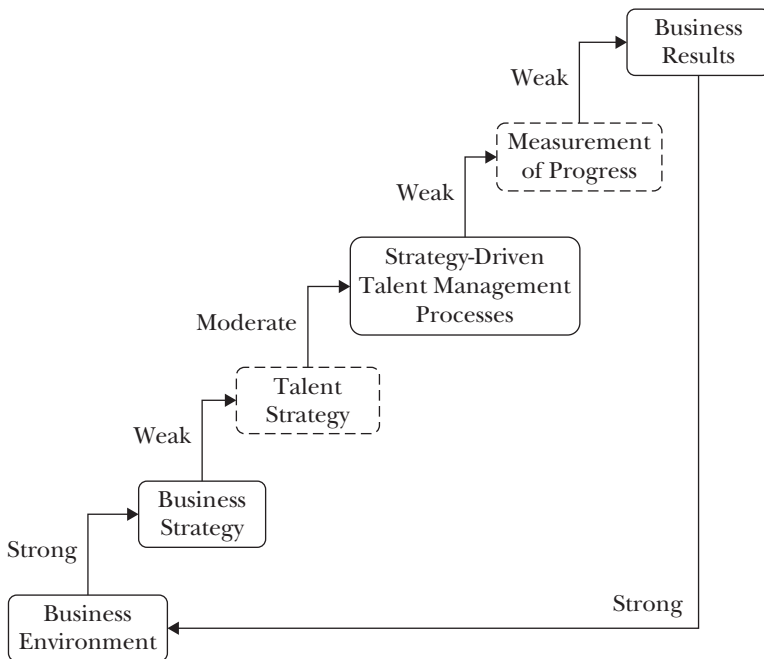 Business
Results
Weak
Measurement
of Progress
Weak
Strategy-Driven
Talent Management
Processes
Moderate
Talent
Strategy
Weak
Business
Strategy
Strong
Business
Environment
Strong